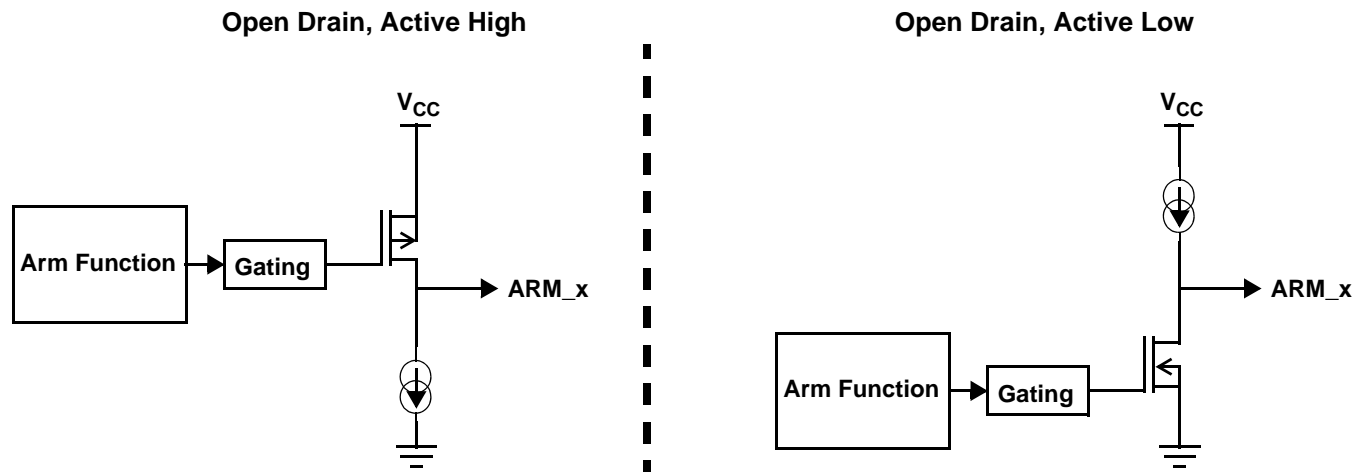 Open Drain, Active High
VCC
Arm Function
Gating
ARM_x
Open Drain, Active Low
VCC
ARM_x
Arm Function
Gating